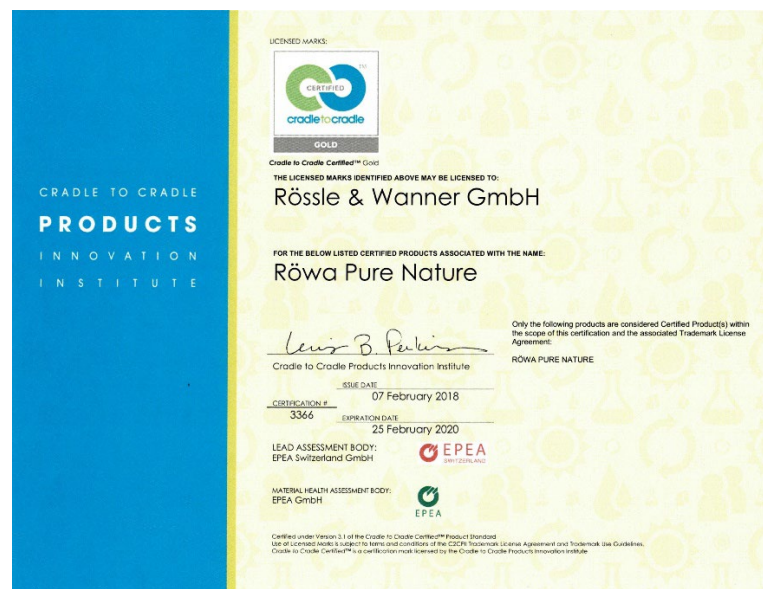 CRADLE TO CRADLE
PRODUCTS
INNOVATION
INSTITUTE
LICENSED MARKS:
CERTIFIED
TM
cradletocradle
GOLD
Cradle to Cradle Certified™ Gold
THE LICENSED MARKS IDENTIFIED ABOVE MAY BE LICENSED TO:
Rössle & Wanner GmbH
FOR THE BELOW LISTED CERTIFIED PRODUCTS ASSOCIATED WITH THE NAME:
Röwa Pure Nature
Only the following products are considered Certified Product(s) within
the scope of this certification and the associated Trademark License
Agreement:
RÖWA PURE NATURE
Lewis B. Perkins
Cradle to Cradle Products Innovation Institute
ISSUE DATE
07 February 2018
CERTIFICATION #
3366
EXPIRATION DATE
25 February 2020
LEAD ASSESSMENT BODY:
EPEA Switzerland GmbH
EPEA
SWITZERLAND
MATERIAL HEALTH ASSESSMENT BODY:
EPEA GmbH
EPEA
Certified under Version 3.1 of the Cradle to Cradle Certified™ Product Standard
Use of Licensed Marks is subject to terms and conditions of the C2CPII Trademark License Agreement and Trademark Use Guidelines.
Cradle to Cradle Certified™ is a certification mark licensed by the Cradle to Cradle Products Innovation Institute